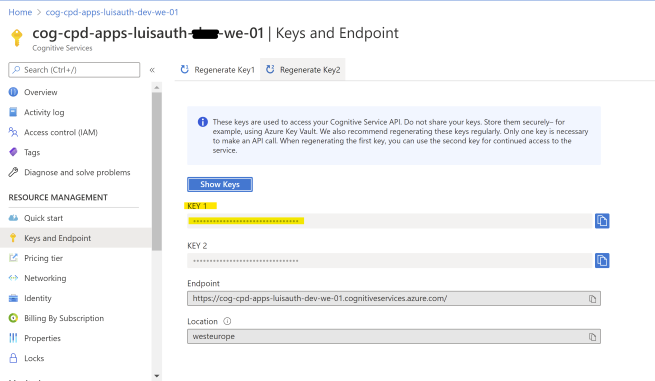 Home > cog-cpd-apps-luisauth-dev-we-01
cog-cpd-apps-luisauth- -we-01 | Keys and Endpoint
Cognitive Services
Search (Ctrl+/)
«
Regenerate Key1
Regenerate Key2
Overview
Activity log
Access control (IAM)
Tags
Diagnose and solve problems
RESOURCE MANAGEMENT
Quick start
Keys and Endpoint
Pricing tier
Networking
Identity
Billing By Subscription
Properties
Locks
These keys are used to access your Cognitive Service API. Do not share your keys. Store them securely– for
example, using Azure Key Vault. We also recommend regenerating these keys regularly. Only one key is necessary
to make an API call. When regenerating the first key, you can use the second key for continued access to the
service.
Show Keys
KEY 1
••••••••••••••••••••••••••••••••
KEY 2
••••••••••••••••••••••••••••••••
Endpoint
https://cog-cpd-apps-luisauth-dev-we-01.cognitiveservices.azure.com/
Location
westeurope